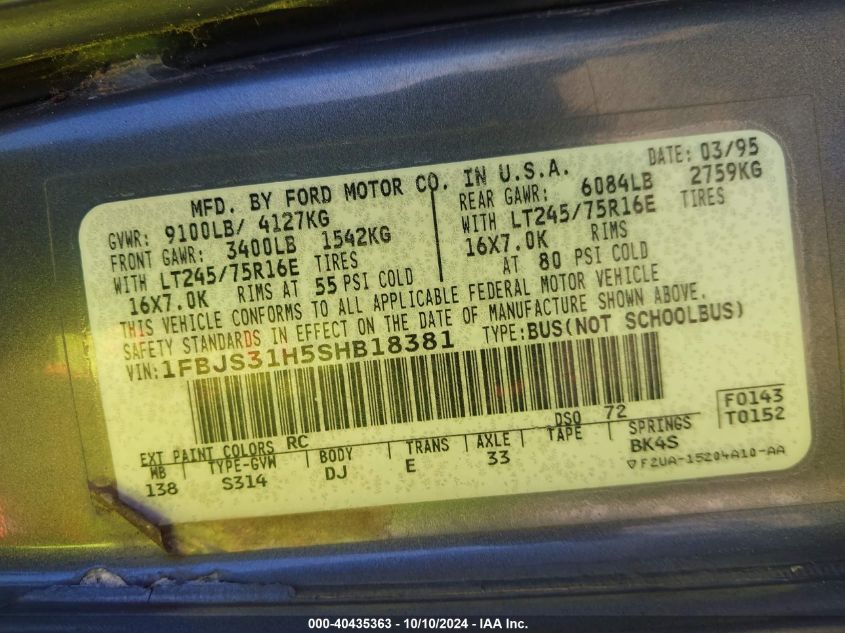 MFD. BY FORD MOTOR CO. IN U.S.A.
DATE: 03/95
GVWR: 9100LB/ 4127KG
FRONT GAWR: 3400LB 1542KG
WITH LT245/75R16E TIRES
16X7.0K RIMS AT 55 PSI COLD
REAR GAWR: 6084LB 2759KG
WITH LT245/75R16E TIRES
16X7.0K RIMS
AT 80 PSI COLD
THIS VEHICLE CONFORMS TO ALL APPLICABLE FEDERAL MOTOR VEHICLE
SAFETY STANDARDS IN EFFECT ON THE DATE OF MANUFACTURE SHOWN ABOVE.
VIN: 1FBJS31H5SHB18381 TYPE: BUS(NOT SCHOOLBUS)
F0143
T0152
EXT PAINT COLORS RC DSO 72
WB TYPE-GVW BODY TRANS AXLE TAPE SPRINGS
138 S314 DJ E 33 BK4S
F2UA-15204A10-AA
000-40435363 - 10/10/2024 - IAA Inc.